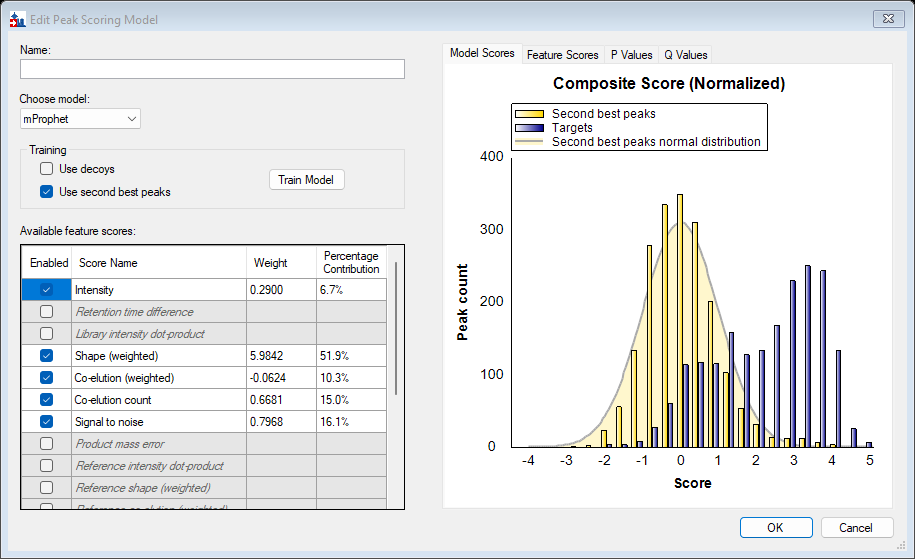 Edit Peak Scoring Model
Name:
Choose model:
mProphet
Training
Use decoys
Use second best peaks
Train Model
Available feature scores:
Enabled Score Name Weight Percentage Contribution
Intensity 0.2900 6.7%
Retention time difference
Library intensity dot-product
Shape (weighted) 5.9842 51.9%
Co-elution (weighted) -0.0624 10.3%
Co-elution count 0.6681 15.0%
Signal to noise 0.7968 16.1%
Product mass error
Reference intensity dot-product
Reference shape (weighted)
Reference co-elution (weighted)
Model Scores Feature Scores P Values Q Values
Composite Score (Normalized)
Second best peaks
Targets
Second best peaks normal distribution
400
300
200
100
0
Peak count
-4 -3 -2 -1 0 1 2 3 4 5
Score
OK Cancel